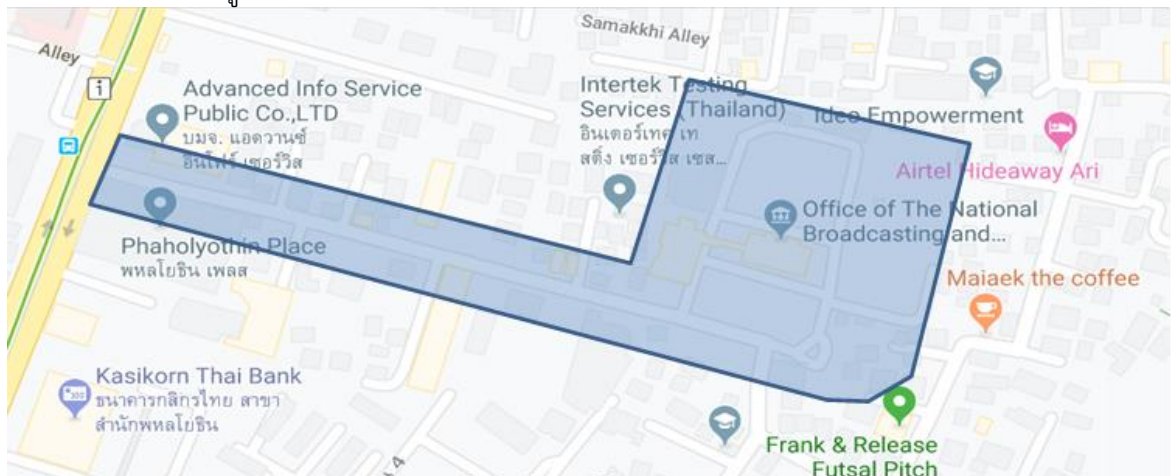 Samakkhi Alley
Alley
Advanced Info Service
Public Co.,LTD
บมจ. แอดวานซ์
อินโฟร์ เซอร์วิส
Intertek Testing
Services (Thailand)
อินเตอร์เทค เท
สติ้ง เซอร์วิส เซส...
Ideo Empowerment
Airtel Hideaway Ari
Office of The National
Broadcasting and...
Phaholyothin Place
พหลโยธิน เพลส
Maiaek the coffee
Kasikorn Thai Bank
ธนาคารกสิกรไทย สาขา
สำนักพหลโยธิน
Frank & Release
Futsal Pitch